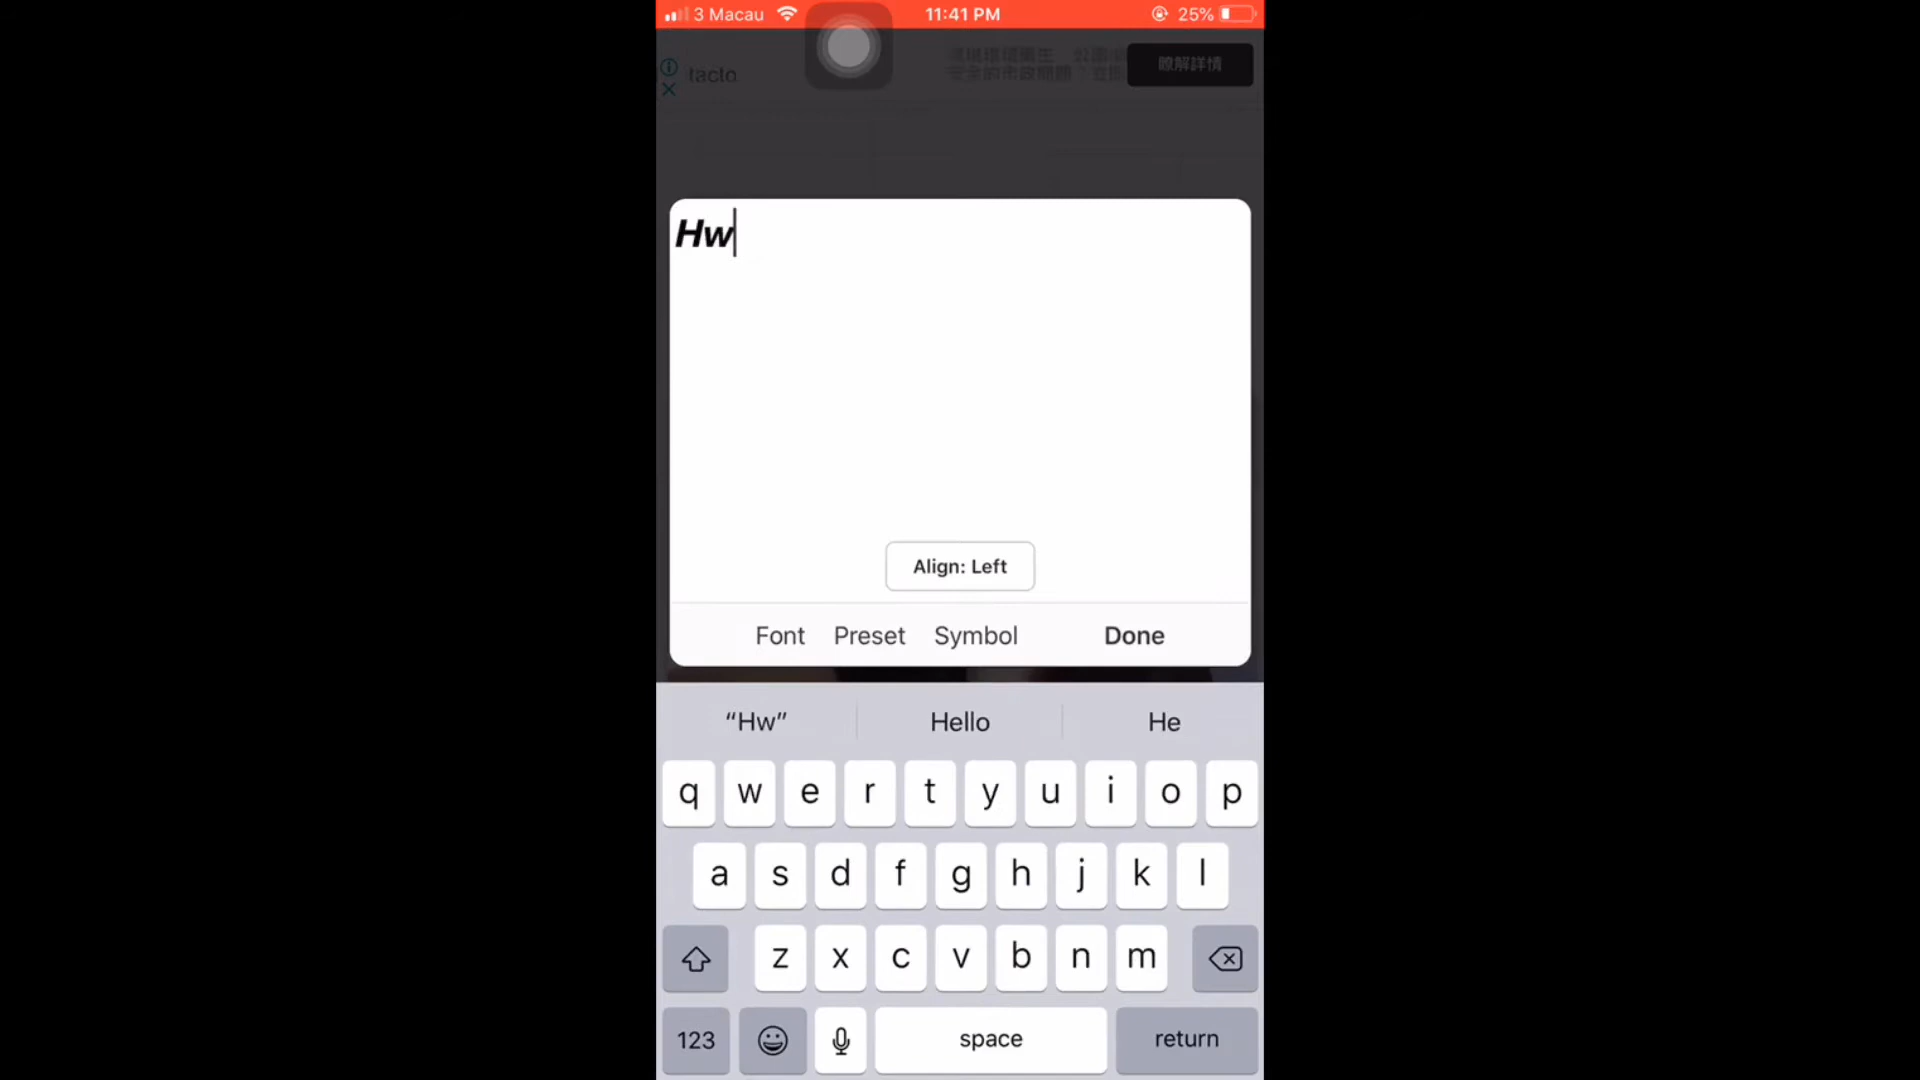 3 Macau 11:41 PM 25%
tacto
瞭解詳情
Hw
Align: Left
Font Preset Symbol Done
“Hw” Hello He
q w e r t y u i o p
a s d f g h j k l
z x c v b n m
123 space return